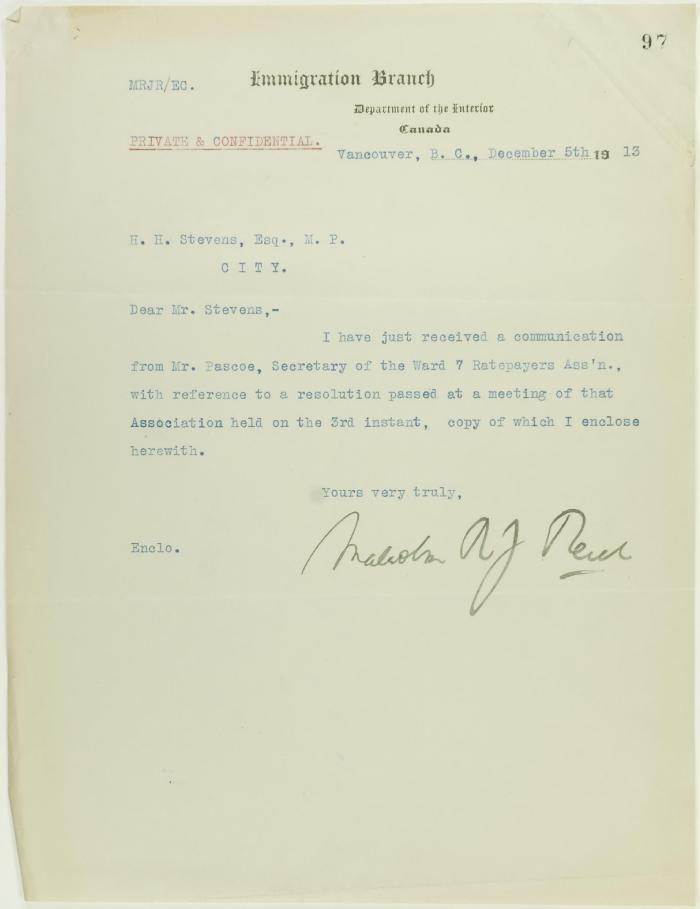 97
MRJR/EC. Immigration Branch
Department of the Interior
Canada
PRIVATE & CONFIDENTIAL.
Vancouver, B. C., December 5th 19 13
H. H. Stevens, Esq., M. P.
C I T Y.
Dear Mr. Stevens,-
I have just received a communication
from Mr. Pascoe, Secretary of the Ward 7 Ratepayers Ass'n.,
with reference to a resolution passed at a meeting of that
Association held on the 3rd instant, copy of which I enclose
herewith.
Yours very truly,
Enclo.
Malcolm R J Reid